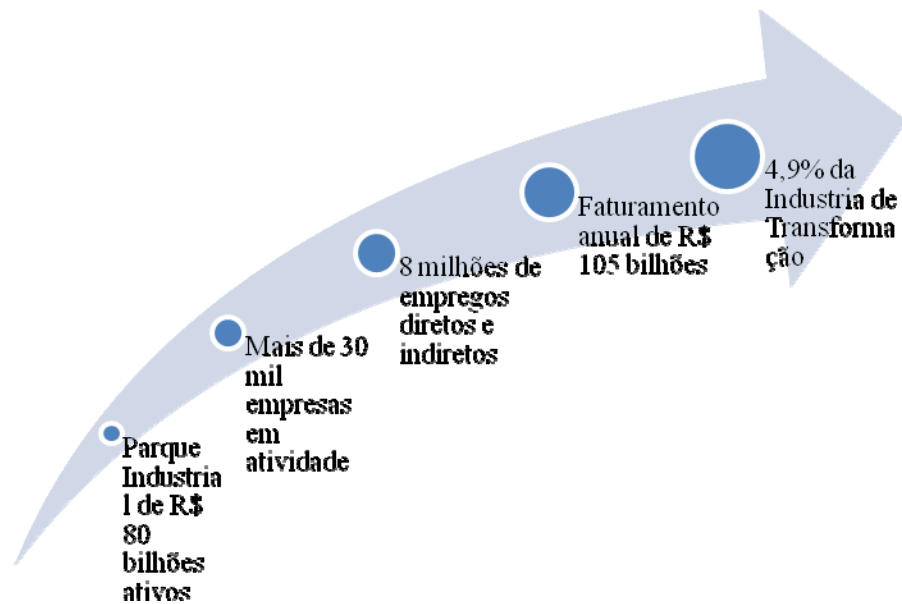 Parque
Industria
l de R$
80
bilhões
ativos
Mais de 30
mil
empresas
em
atividade
8 milhões de
empregos
diretos e
indiretos
Faturamento
anual de R$
105 bilhões
4,9% da
Industria de
Transforma
ção